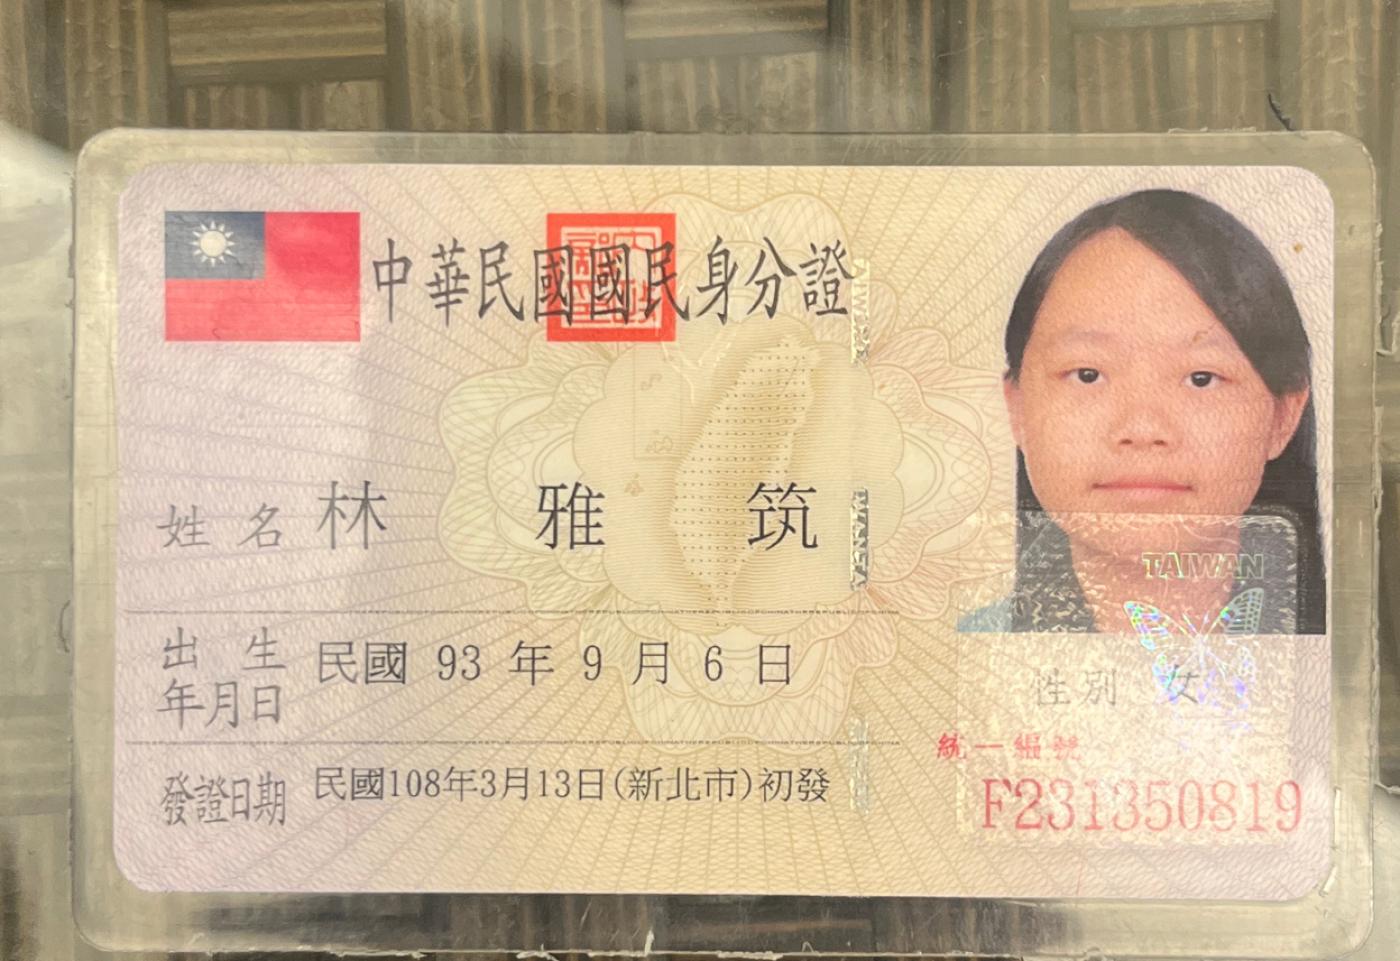 中華民國國民身分證
姓名 林雅筑
出生年月日 民國 93 年 9 月 6 日
發證日期 民國108年3月13日(新北市)初發
TAIWAN
性別 女
統一編號
F231350819